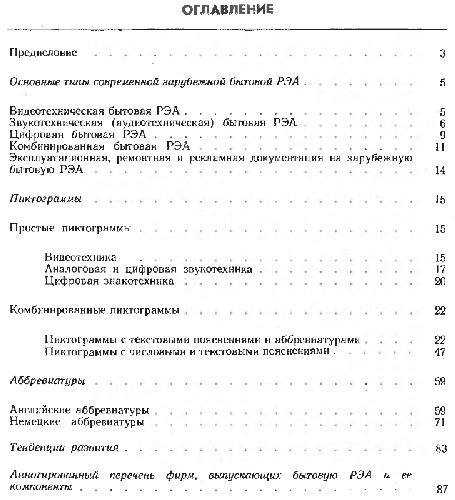 ОГЛАВЛЕНИЕ
Предисловие . . . . . . . . . . . . . . . . . . . 3
Основные типы современной зарубежной бытовой РЭА . . . . . . . 5
Видеотехническая бытовая РЭА . . . . . . . . . . . . . . 5
Звукотехническая (аудиотехническая) бытовая РЭА . . . . . . . 6
Цифровая бытовая РЭА . . . . . . . . . . . . . . . . 9
Комбинированная бытовая РЭА . . . . . . . . . . . . . . 11
Эксплуатационная, ремонтная и рекламная документация на зарубежную
бытовую РЭА . . . . . . . . . . . . . . . . . . . 14
Пиктограммы . . . . . . . . . . . . . . . . . . . 15
Простые пиктограммы . . . . . . . . . . . . . . . . 15
Видеотехника . . . . . . . . . . . . . . . . . 15
Аналоговая и цифровая звукотехника . . . . . . . . . . 17
Цифровая знакотехника . . . . . . . . . . . . . . 20
Комбинированные пиктограммы . . . . . . . . . . . . . 22
Пиктограммы с текстовыми пояснениями и аббревиатурами . . . . 22
Пиктограммы с числовыми и текстовыми пояснениями . . . . . . 47
Аббревиатуры . . . . . . . . . . . . . . . . . . . 59
Английские аббревиатуры . . . . . . . . . . . . . . . 59
Немецкие аббревиатуры . . . . . . . . . . . . . . . . 71
Тенденции развития . . . . . . . . . . . . . . . . . 83
Аннотированный перечень фирм, выпускающих бытовую РЭА и ее
компоненты . . . . . . . . . . . . . . . . . . . . 87